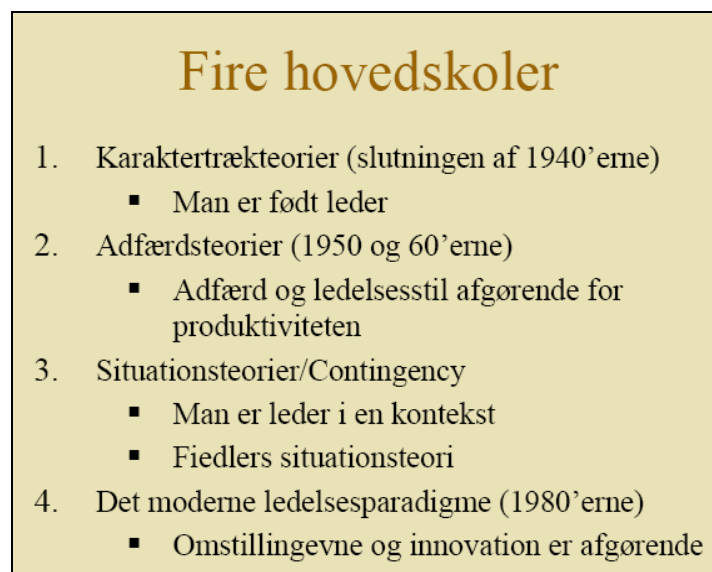 Fire hovedskoler
1. Karaktertrækteorier (slutningen af 1940’erne)
▪ Man er født leder
2. Adfærdsteorier (1950 og 60’erne)
▪ Adfærd og ledelsesstil afgørende for
produktiviteten
3. Situationsteorier/Contingency
▪ Man er leder i en kontekst
▪ Fiedlers situationsteori
4. Det moderne ledelsesparadigme (1980’erne)
▪ Omstillingevne og innovation er afgørende